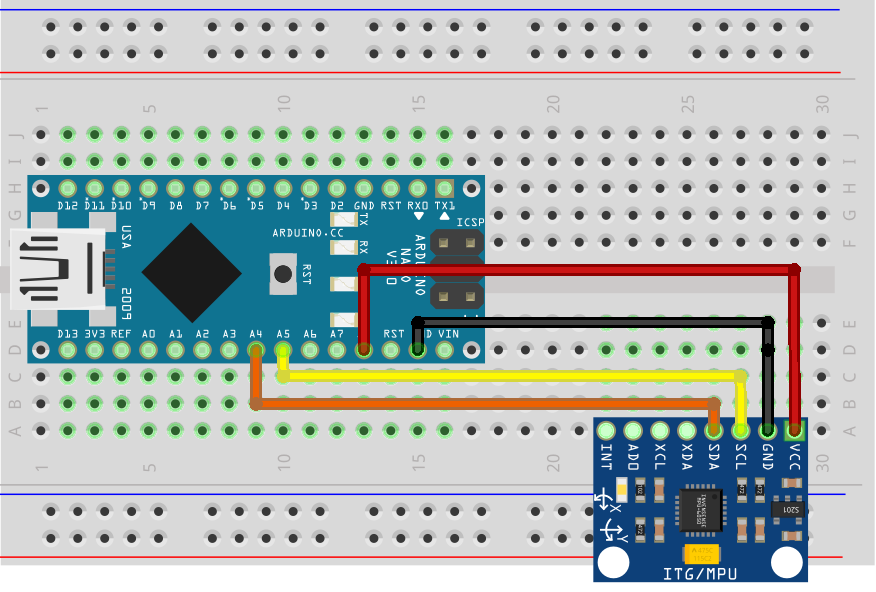 1 5 10 15 20 25 30
J J
I I
H H
D12 D11 D10 D9 D8 D7 D6 D5 D4 D3 D2 GND RST RX0 TX1
G G
TX
ICSP
USA
ARDUINO.CC
RX
ARDUINO
NANO
V3.0
F F
RST
2009
E E
D13 3V3 REF A0 A1 A2 A3 A4 A5 A6 A7 RST D VIN
D D
C C
B B
A A
INT ADO XCL XDA SDA SCL GND VCC
1 5 10 15 30
X
Y
INVENSENSE
5201
ITG/MPU